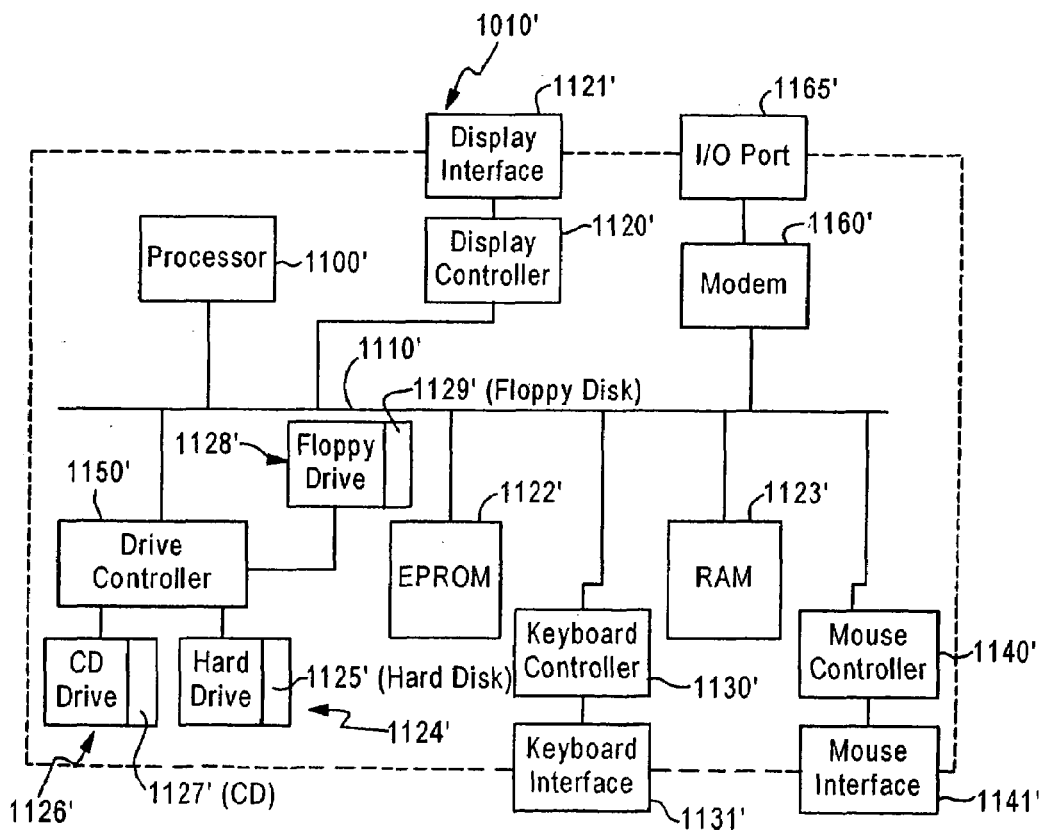 1010'
1121'
1165'
Display
Interface
I/O Port
1120'
1160'
Processor
1100'
Display
Controller
Modem
1110'
1129' (Floppy Disk)
1128'
Floppy
Drive
1150'
1122'
1123'
Drive
Controller
EPROM
RAM
CD
Drive
Hard
Drive
1125' (Hard Disk)
Keyboard
Controller
1130'
Mouse
Controller
1140'
1124'
1126'
1127' (CD)
Keyboard
Interface
1131'
Mouse
Interface
1141'